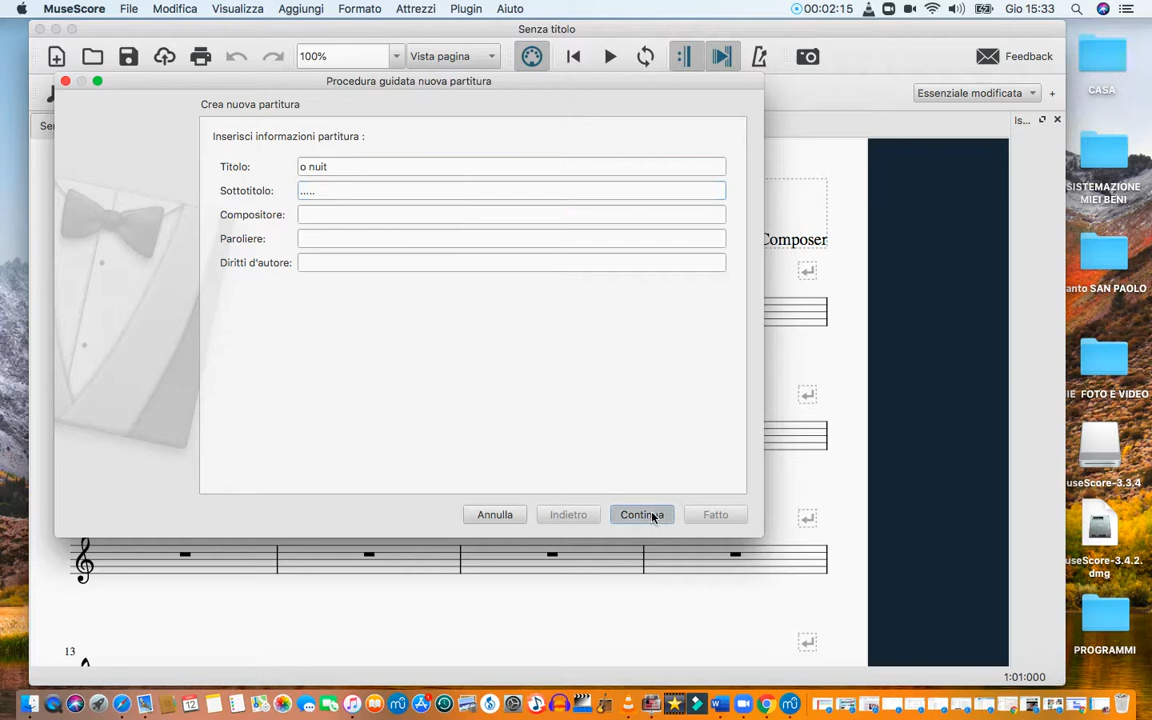 MuseScore File Modifica Visualizza Aggiungi Formato Attrezzi Plugin Aiuto 00:02:15 Gio 15:33
Senza titolo
100% Vista pagina Feedback
Procedura guidata nuova partitura
Essenziale modificata +
Crea nuova partitura
Is...
Inserisci informazioni partitura :
Titolo: o nuit
Sottotitolo: .....
Compositore:
Paroliere:
Diritti d'autore:
Composer
Annulla Indietro Continua Fatto
13
1:01:000
CASA
SISTEMAZIONE
MIEI BENI
anto SAN PAOLO
IE FOTO E VIDEO
useScore-3.3.4
useScore-3.4.2.
dmg
PROGRAMMI